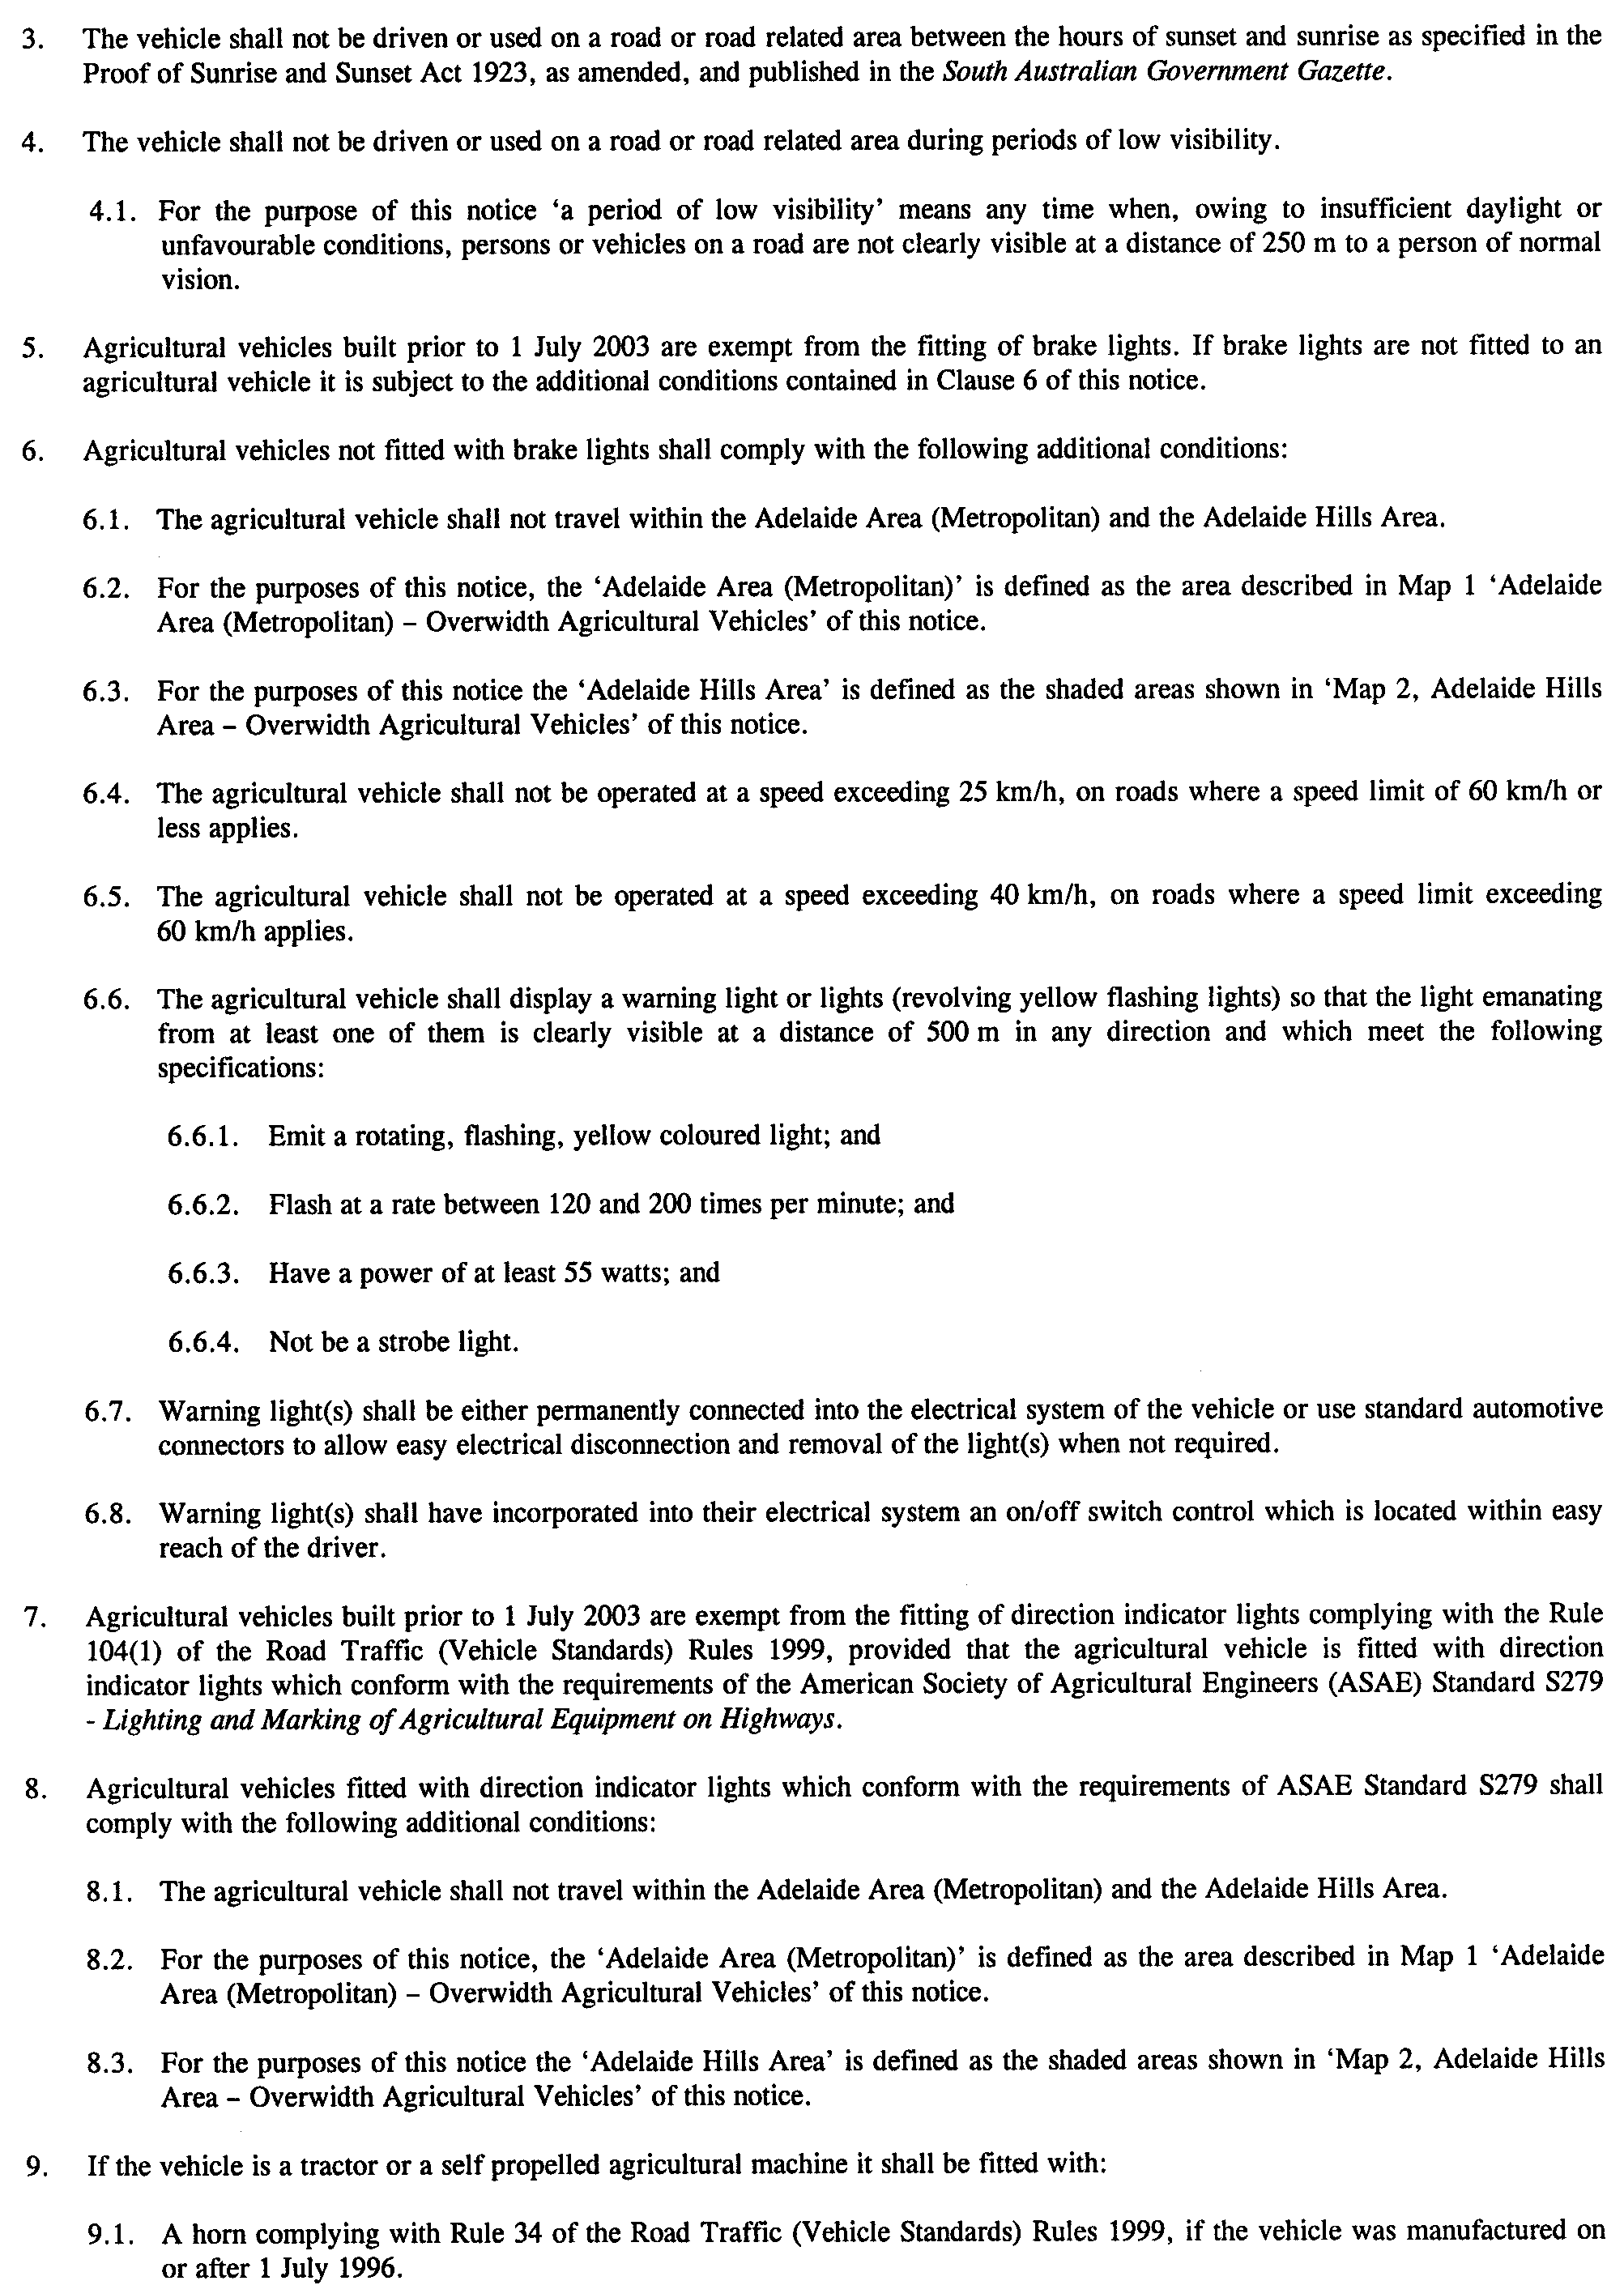 3. The vehicle shall not be driven or used on a road or road related area between the hours of sunset and sunrise as specified in the
Proof of Sunrise and Sunset Act 1923, as amended, and published in the South Australian Government Gazette.
4. The vehicle shall not be driven or used on a road or road related area during periods of low visibility.
4.1. For the purpose of this notice ‘a period of low visibility’ means any time when, owing to insufficient daylight or
unfavourable conditions, persons or vehicles on a road are not clearly visible at a distance of 250 m to a person of normal
vision.
5. Agricultural vehicles built prior to 1 July 2003 are exempt from the fitting of brake lights. If brake lights are not fitted to an
agricultural vehicle it is subject to the additional conditions contained in Clause 6 of this notice.
6. Agricultural vehicles not fitted with brake lights shall comply with the following additional conditions:
6.1. The agricultural vehicle shall not travel within the Adelaide Area (Metropolitan) and the Adelaide Hills Area.
6.2. For the purposes of this notice, the ‘Adelaide Area (Metropolitan)’ is defined as the area described in Map 1 ‘Adelaide
Area (Metropolitan) – Overwidth Agricultural Vehicles’ of this notice.
6.3. For the purposes of this notice the ‘Adelaide Hills Area’ is defined as the shaded areas shown in ‘Map 2, Adelaide Hills
Area – Overwidth Agricultural Vehicles’ of this notice.
6.4. The agricultural vehicle shall not be operated at a speed exceeding 25 km/h, on roads where a speed limit of 60 km/h or
less applies.
6.5. The agricultural vehicle shall not be operated at a speed exceeding 40 km/h, on roads where a speed limit exceeding
60 km/h applies.
6.6. The agricultural vehicle shall display a warning light or lights (revolving yellow flashing lights) so that the light emanating
from at least one of them is clearly visible at a distance of 500 m in any direction and which meet the following
specifications:
6.6.1. Emit a rotating, flashing, yellow coloured light; and
6.6.2. Flash at a rate between 120 and 200 times per minute; and
6.6.3. Have a power of at least 55 watts; and
6.6.4. Not be a strobe light.
6.7. Warning light(s) shall be either permanently connected into the electrical system of the vehicle or use standard automotive
connectors to allow easy electrical disconnection and removal of the light(s) when not required.
6.8. Warning light(s) shall have incorporated into their electrical system an on/off switch control which is located within easy
reach of the driver.
7. Agricultural vehicles built prior to 1 July 2003 are exempt from the fitting of direction indicator lights complying with the Rule
104(1) of the Road Traffic (Vehicle Standards) Rules 1999, provided that the agricultural vehicle is fitted with direction
indicator lights which conform with the requirements of the American Society of Agricultural Engineers (ASAE) Standard S279
- Lighting and Marking of Agricultural Equipment on Highways.
8. Agricultural vehicles fitted with direction indicator lights which conform with the requirements of ASAE Standard S279 shall
comply with the following additional conditions:
8.1. The agricultural vehicle shall not travel within the Adelaide Area (Metropolitan) and the Adelaide Hills Area.
8.2. For the purposes of this notice, the ‘Adelaide Area (Metropolitan)’ is defined as the area described in Map 1 ‘Adelaide
Area (Metropolitan) – Overwidth Agricultural Vehicles’ of this notice.
8.3. For the purposes of this notice the ‘Adelaide Hills Area’ is defined as the shaded areas shown in ‘Map 2, Adelaide Hills
Area – Overwidth Agricultural Vehicles’ of this notice.
9. If the vehicle is a tractor or a self propelled agricultural machine it shall be fitted with:
9.1. A horn complying with Rule 34 of the Road Traffic (Vehicle Standards) Rules 1999, if the vehicle was manufactured on
or after 1 July 1996.